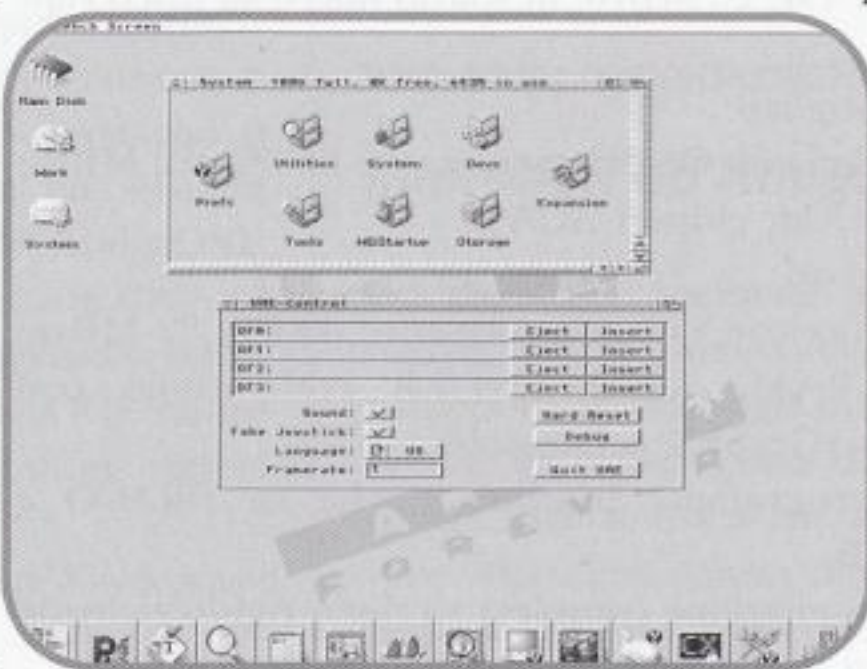 Workbench Screen
System 100% full, 0K free, 643M in use
Ram Disk
Work
System
Utilities
System
Devs
Prefs
Expansion
Tools
WBStartup
Storage
UAE-Control
DF0:
Eject
Insert
DF1:
Eject
Insert
DF2:
Eject
Insert
DF3:
Eject
Insert
Sound:
Hard Reset
Fake Joystick:
Debug
Language:
US
Framerate:
1
Quit UAE
FOREVER